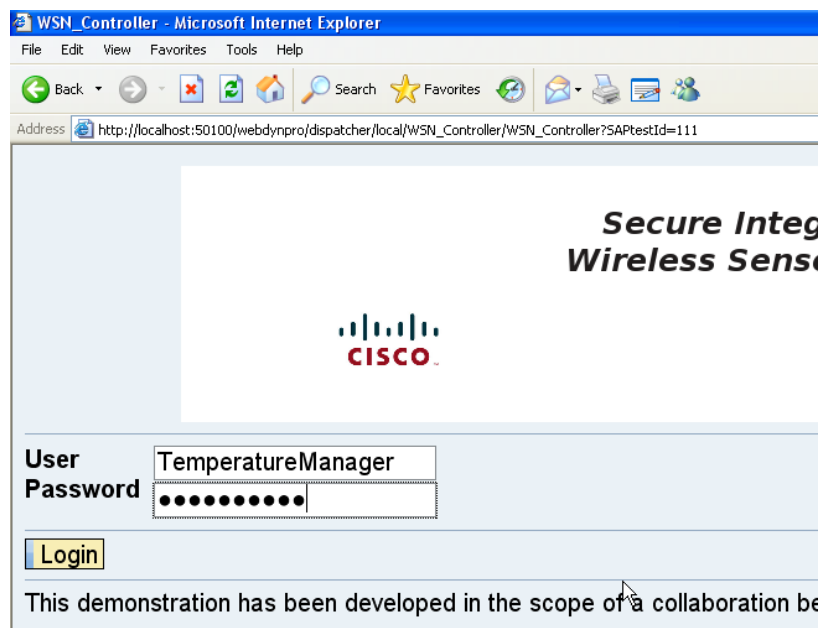 WSN_Controller - Microsoft Internet Explorer
File Edit View Favorites Tools Help
Back Search Favorites
Address http://localhost:50100/webdynpro/dispatcher/local/WSN_Controller/WSN_Controller?SAPtestId=111
Secure Integ
Wireless Sens
CISCO
User TemperatureManager
Password ●●●●●●●●●●
Login
This demonstration has been developed in the scope of a collaboration be